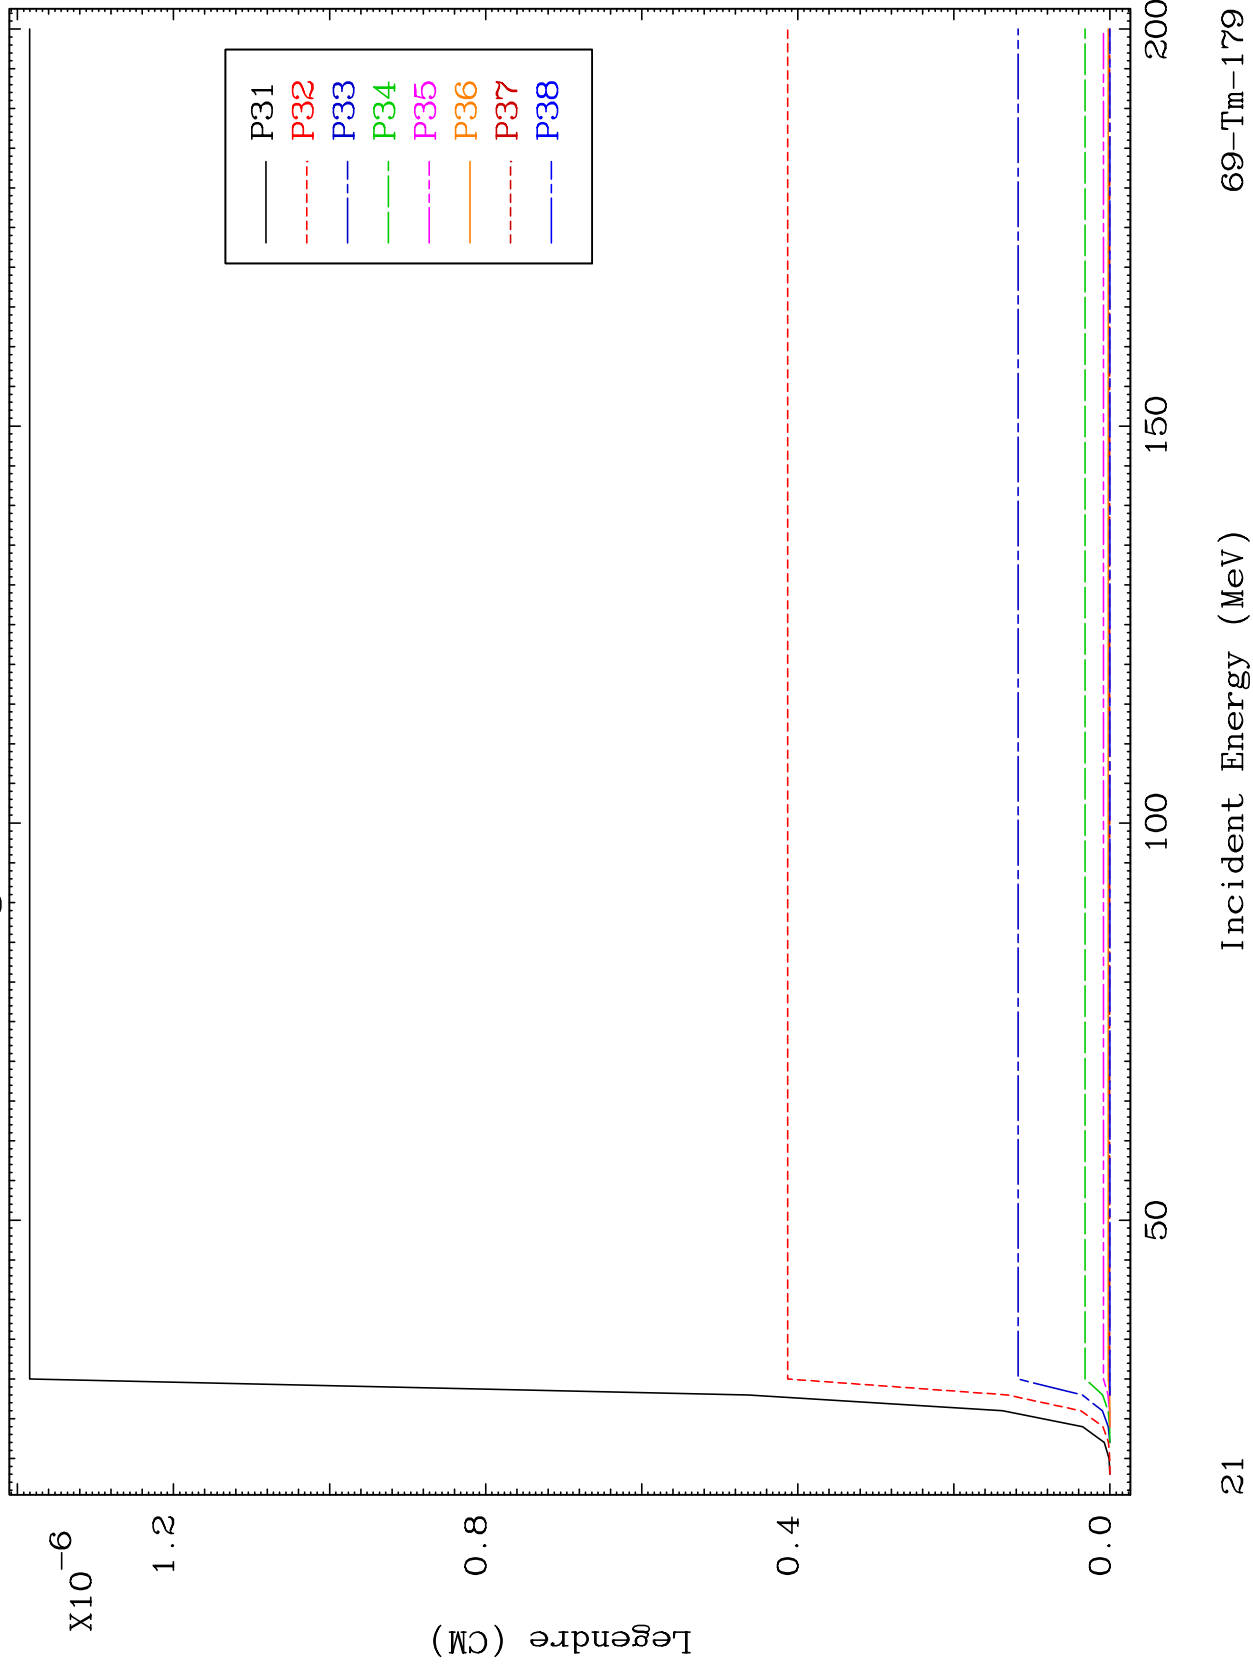 X10-6
1.2
0.8
0.4
0.0
Legendre (CM)
P31
P32
P33
P34
P35
P36
P37
P38
50
100
150
200
Incident Energy (MeV)
21
69-Tm-179